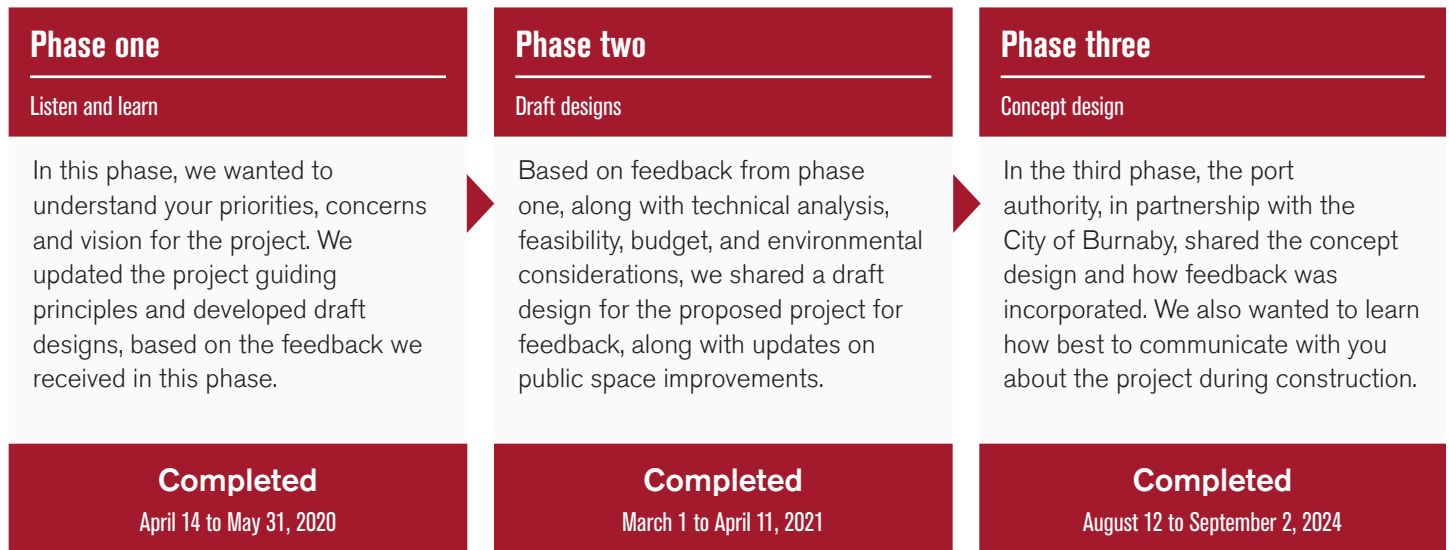 Phase one
Listen and learn
In this phase, we wanted to
understand your priorities, concerns
and vision for the project. We
updated the project guiding
principles and developed draft
designs, based on the feedback we
received in this phase.
Completed
April 14 to May 31, 2020
Phase two
Draft designs
Based on feedback from phase
one, along with technical analysis,
feasibility, budget, and environmental
considerations, we shared a draft
design for the proposed project for
feedback, along with updates on
public space improvements.
Completed
March 1 to April 11, 2021
Phase three
Concept design
In the third phase, the port
authority, in partnership with the
City of Burnaby, shared the concept
design and how feedback was
incorporated. We also wanted to learn
how best to communicate with you
about the project during construction.
Completed
August 12 to September 2, 2024